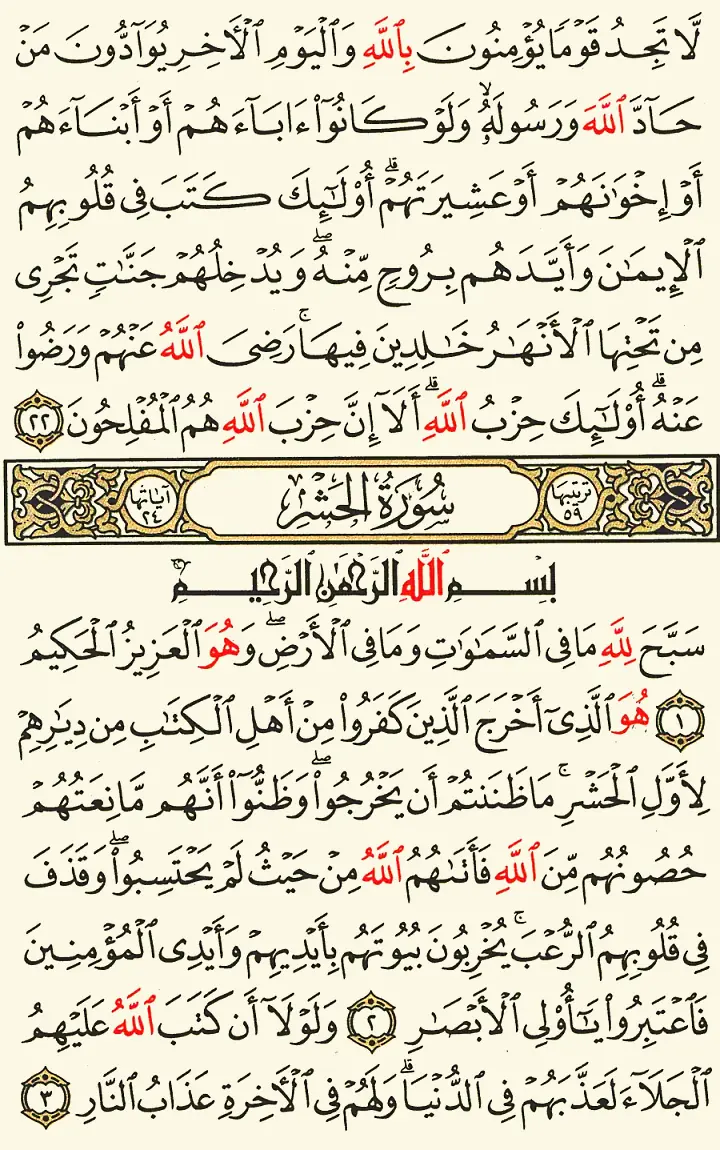 لَّا تَجِدُ قَوْمًا يُؤْمِنُونَ بِٱللَّهِ وَٱلْيَوْمِ ٱلْـَٔاخِرِ يُوَآدُّونَ مَنْ
حَآدَّ ٱللَّهَ وَرَسُولَهُۥ وَلَوْ كَانُوٓا۟ ءَابَآءَهُمْ أَوْ أَبْنَآءَهُمْ
أَوْ إِخْوَٰنَهُمْ أَوْ عَشِيرَتَهُمْ ۚ أُو۟لَـٰٓئِكَ كَتَبَ فِى قُلُوبِهِمُ
ٱلْإِيمَـٰنَ وَأَيَّدَهُم بِرُوحٍ مِّنْهُ ۖ وَيُدْخِلُهُمْ جَنَّـٰتٍ تَجْرِى
مِن تَحْتِهَا ٱلْأَنْهَـٰرُ خَـٰلِدِينَ فِيهَا ۚ رَضِىَ ٱللَّهُ عَنْهُمْ وَرَضُوا۟
عَنْهُ ۚ أُو۟لَـٰٓئِكَ حِزْبُ ٱللَّهِ ۚ أَلَآ إِنَّ حِزْبَ ٱللَّهِ هُمُ ٱلْمُفْلِحُونَ ٢٢
ترتيبها ٥٩ سُورَةُ الحَشْرِ آياتها ٢٤
بِسْمِ ٱللَّهِ ٱلرَّحْمَـٰنِ ٱلرَّحِيمِ
سَبَّحَ لِلَّهِ مَا فِى ٱلسَّمَـٰوَٰتِ وَمَا فِى ٱلْأَرْضِ ۖ وَهُوَ ٱلْعَزِيزُ ٱلْحَكِيمُ
١ هُوَ ٱلَّذِىٓ أَخْرَجَ ٱلَّذِينَ كَفَرُوا۟ مِنْ أَهْلِ ٱلْكِتَـٰبِ مِن دِيَـٰرِهِمْ
لِأَوَّلِ ٱلْحَشْرِ ۚ مَا ظَنَنتُمْ أَن يَخْرُجُوا۟ ۖ وَظَنُّوٓا۟ أَنَّهُم مَّانِعَتُهُمْ
حُصُونُهُم مِّنَ ٱللَّهِ فَأَتَىٰهُمُ ٱللَّهُ مِنْ حَيْثُ لَمْ يَحْتَسِبُوا۟ ۖ وَقَذَفَ
فِى قُلُوبِهِمُ ٱلرُّعْبَ ۚ يُخْرِبُونَ بُيُوتَهُم بِأَيْدِيهِمْ وَأَيْدِى ٱلْمُؤْمِنِينَ
فَٱعْتَبِرُوا۟ يَـٰٓأُو۟لِى ٱلْأَبْصَـٰرِ ٢ وَلَوْلَآ أَن كَتَبَ ٱللَّهُ عَلَيْهِمُ
ٱلْجَلَآءَ لَعَذَّبَهُمْ فِى ٱلدُّنْيَا ۖ وَلَهُمْ فِى ٱلْـَٔاخِرَةِ عَذَابُ ٱلنَّارِ ٣